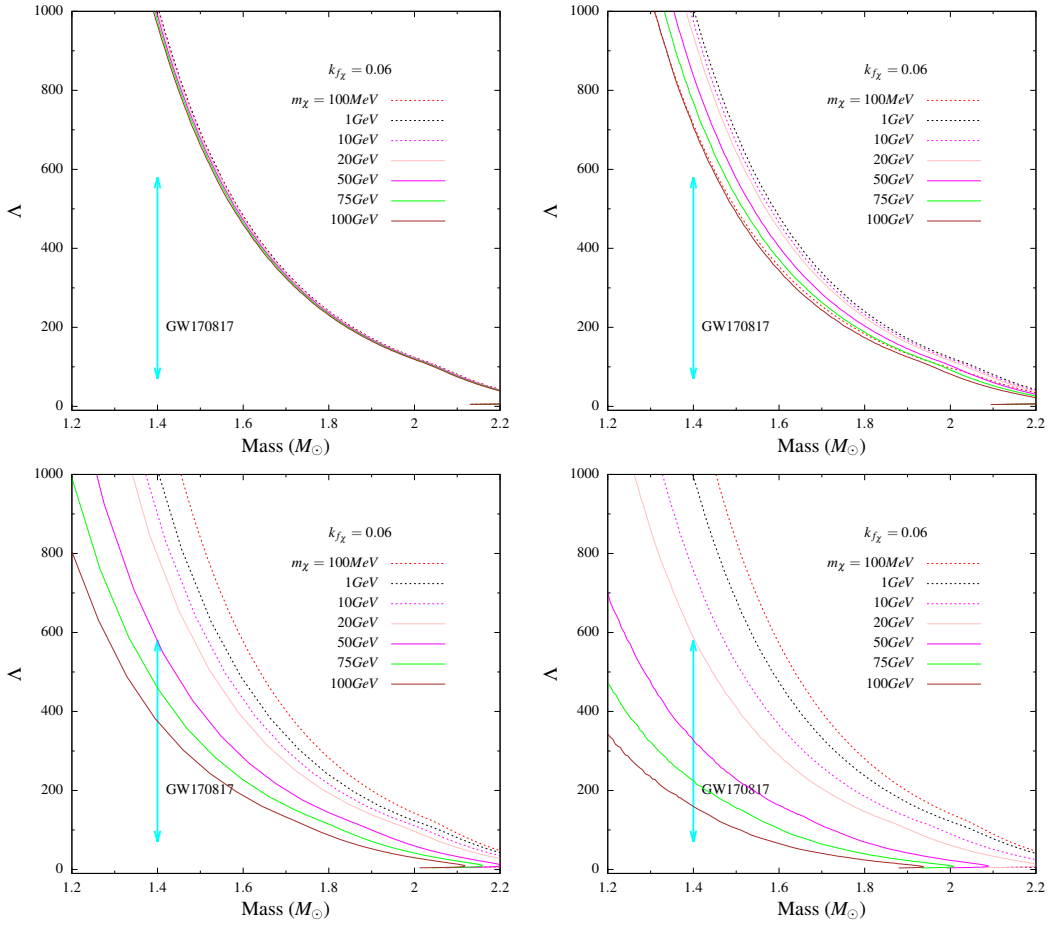 1000
800
600
400
200
0
Λ
k_{fχ} = 0.06
m_χ = 100MeV
1GeV
10GeV
20GeV
50GeV
75GeV
100GeV
GW170817
1.2 1.4 1.6 1.8 2 2.2
Mass (M_⊙)
1000
800
600
400
200
0
Λ
k_{fχ} = 0.06
m_χ = 100MeV
1GeV
10GeV
20GeV
50GeV
75GeV
100GeV
GW170817
1.2 1.4 1.6 1.8 2 2.2
Mass (M_⊙)
1000
800
600
400
200
0
Λ
k_{fχ} = 0.06
m_χ = 100MeV
1GeV
10GeV
20GeV
50GeV
75GeV
100GeV
GW170817
1.2 1.4 1.6 1.8 2 2.2
Mass (M_⊙)
1000
800
600
400
200
0
Λ
k_{fχ} = 0.06
m_χ = 100MeV
1GeV
10GeV
20GeV
50GeV
75GeV
100GeV
GW170817
1.2 1.4 1.6 1.8 2 2.2
Mass (M_⊙)